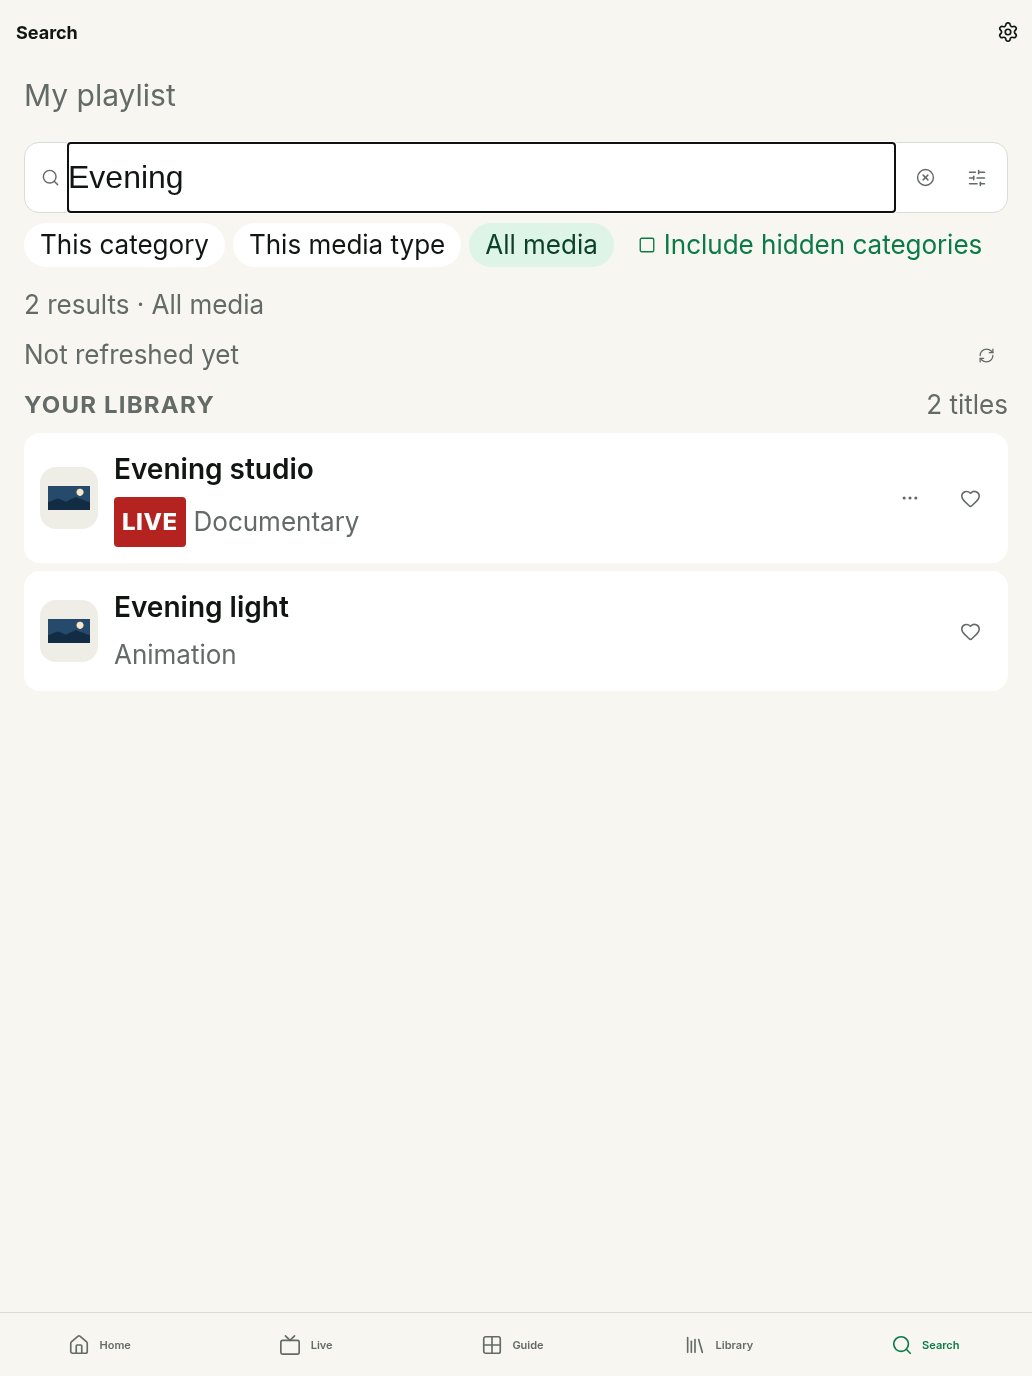 Search
My playlist
Evening
This category This media type All media Include hidden categories
2 results · All media
Not refreshed yet
YOUR LIBRARY 2 titles
Evening studio
LIVE Documentary
Evening light
Animation
Home Live Guide Library Search